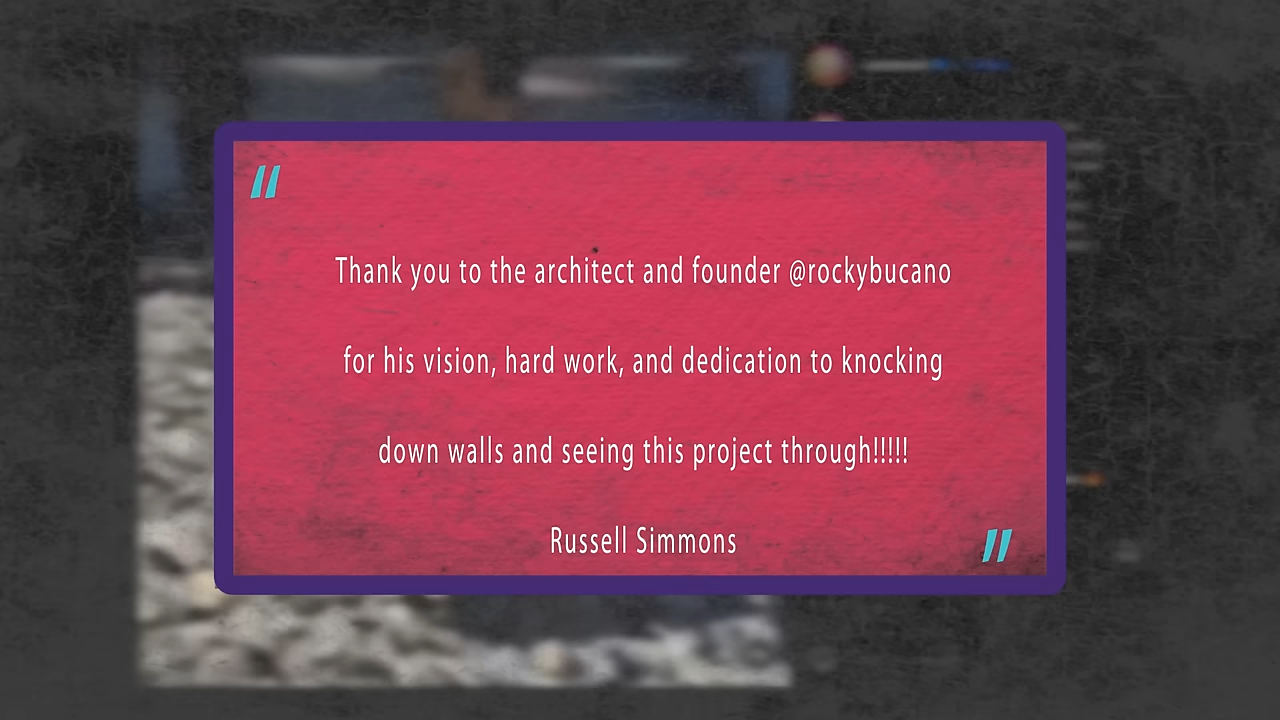 "
Thank you to the architect and founder @rockybucano
for his vision, hard work, and dedication to knocking
down walls and seeing this project through!!!!!
Russell Simmons
"